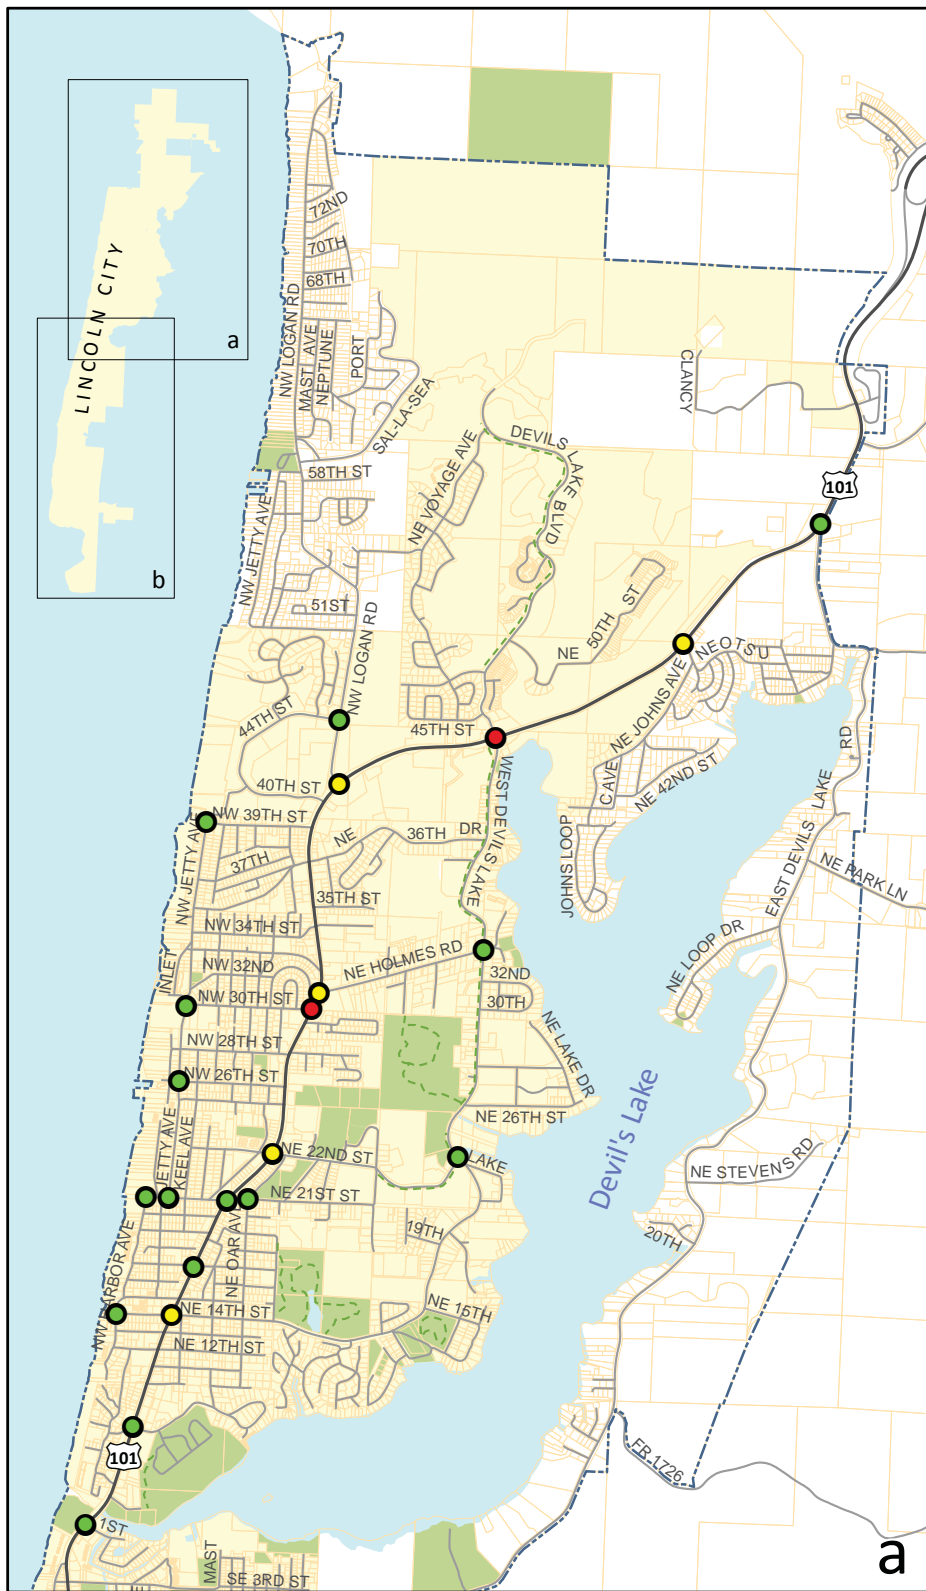 LINCOLN CITY
a
b
72ND
70TH
68TH
NW LOGAN RD
MAST AVE
NEPTUNE
PORT
SAL-LA-SEA
58TH ST
NW JETTY AVE
51ST
NW LOGAN RD
NE VOYAGE AVE
DEVILS LAKE BLVD
CLANCY
101
NE 50TH ST
NEOTSU
NE JOHNS AVE
44TH ST
45TH ST
40TH ST
C AVE
NE 42ND ST
JOHNS LOOP
WEST DEVILS LAKE
EAST DEVILS LAKE RD
NE PARK LN
NE LOOP DR
NW 39TH ST
NW JETTY AVE
37TH
NE 36TH DR
35TH ST
NW 34TH ST
INLET
NW 32ND
NE HOLMES RD
32ND
NW 30TH ST
30TH
NE LAKE DR
NW 28TH ST
NW 26TH ST
NE 26TH ST
Devil's Lake
JETTY AVE
KEEL AVE
NE 22ND ST
LAKE
NE STEVENS RD
NE 21ST ST
NE OAR AVE
19TH
20TH
NW HARBOR AVE
NE 14TH ST
NE 15TH
NE 12TH ST
101
FR 1726
1ST
MAST
SE 3RD ST
a